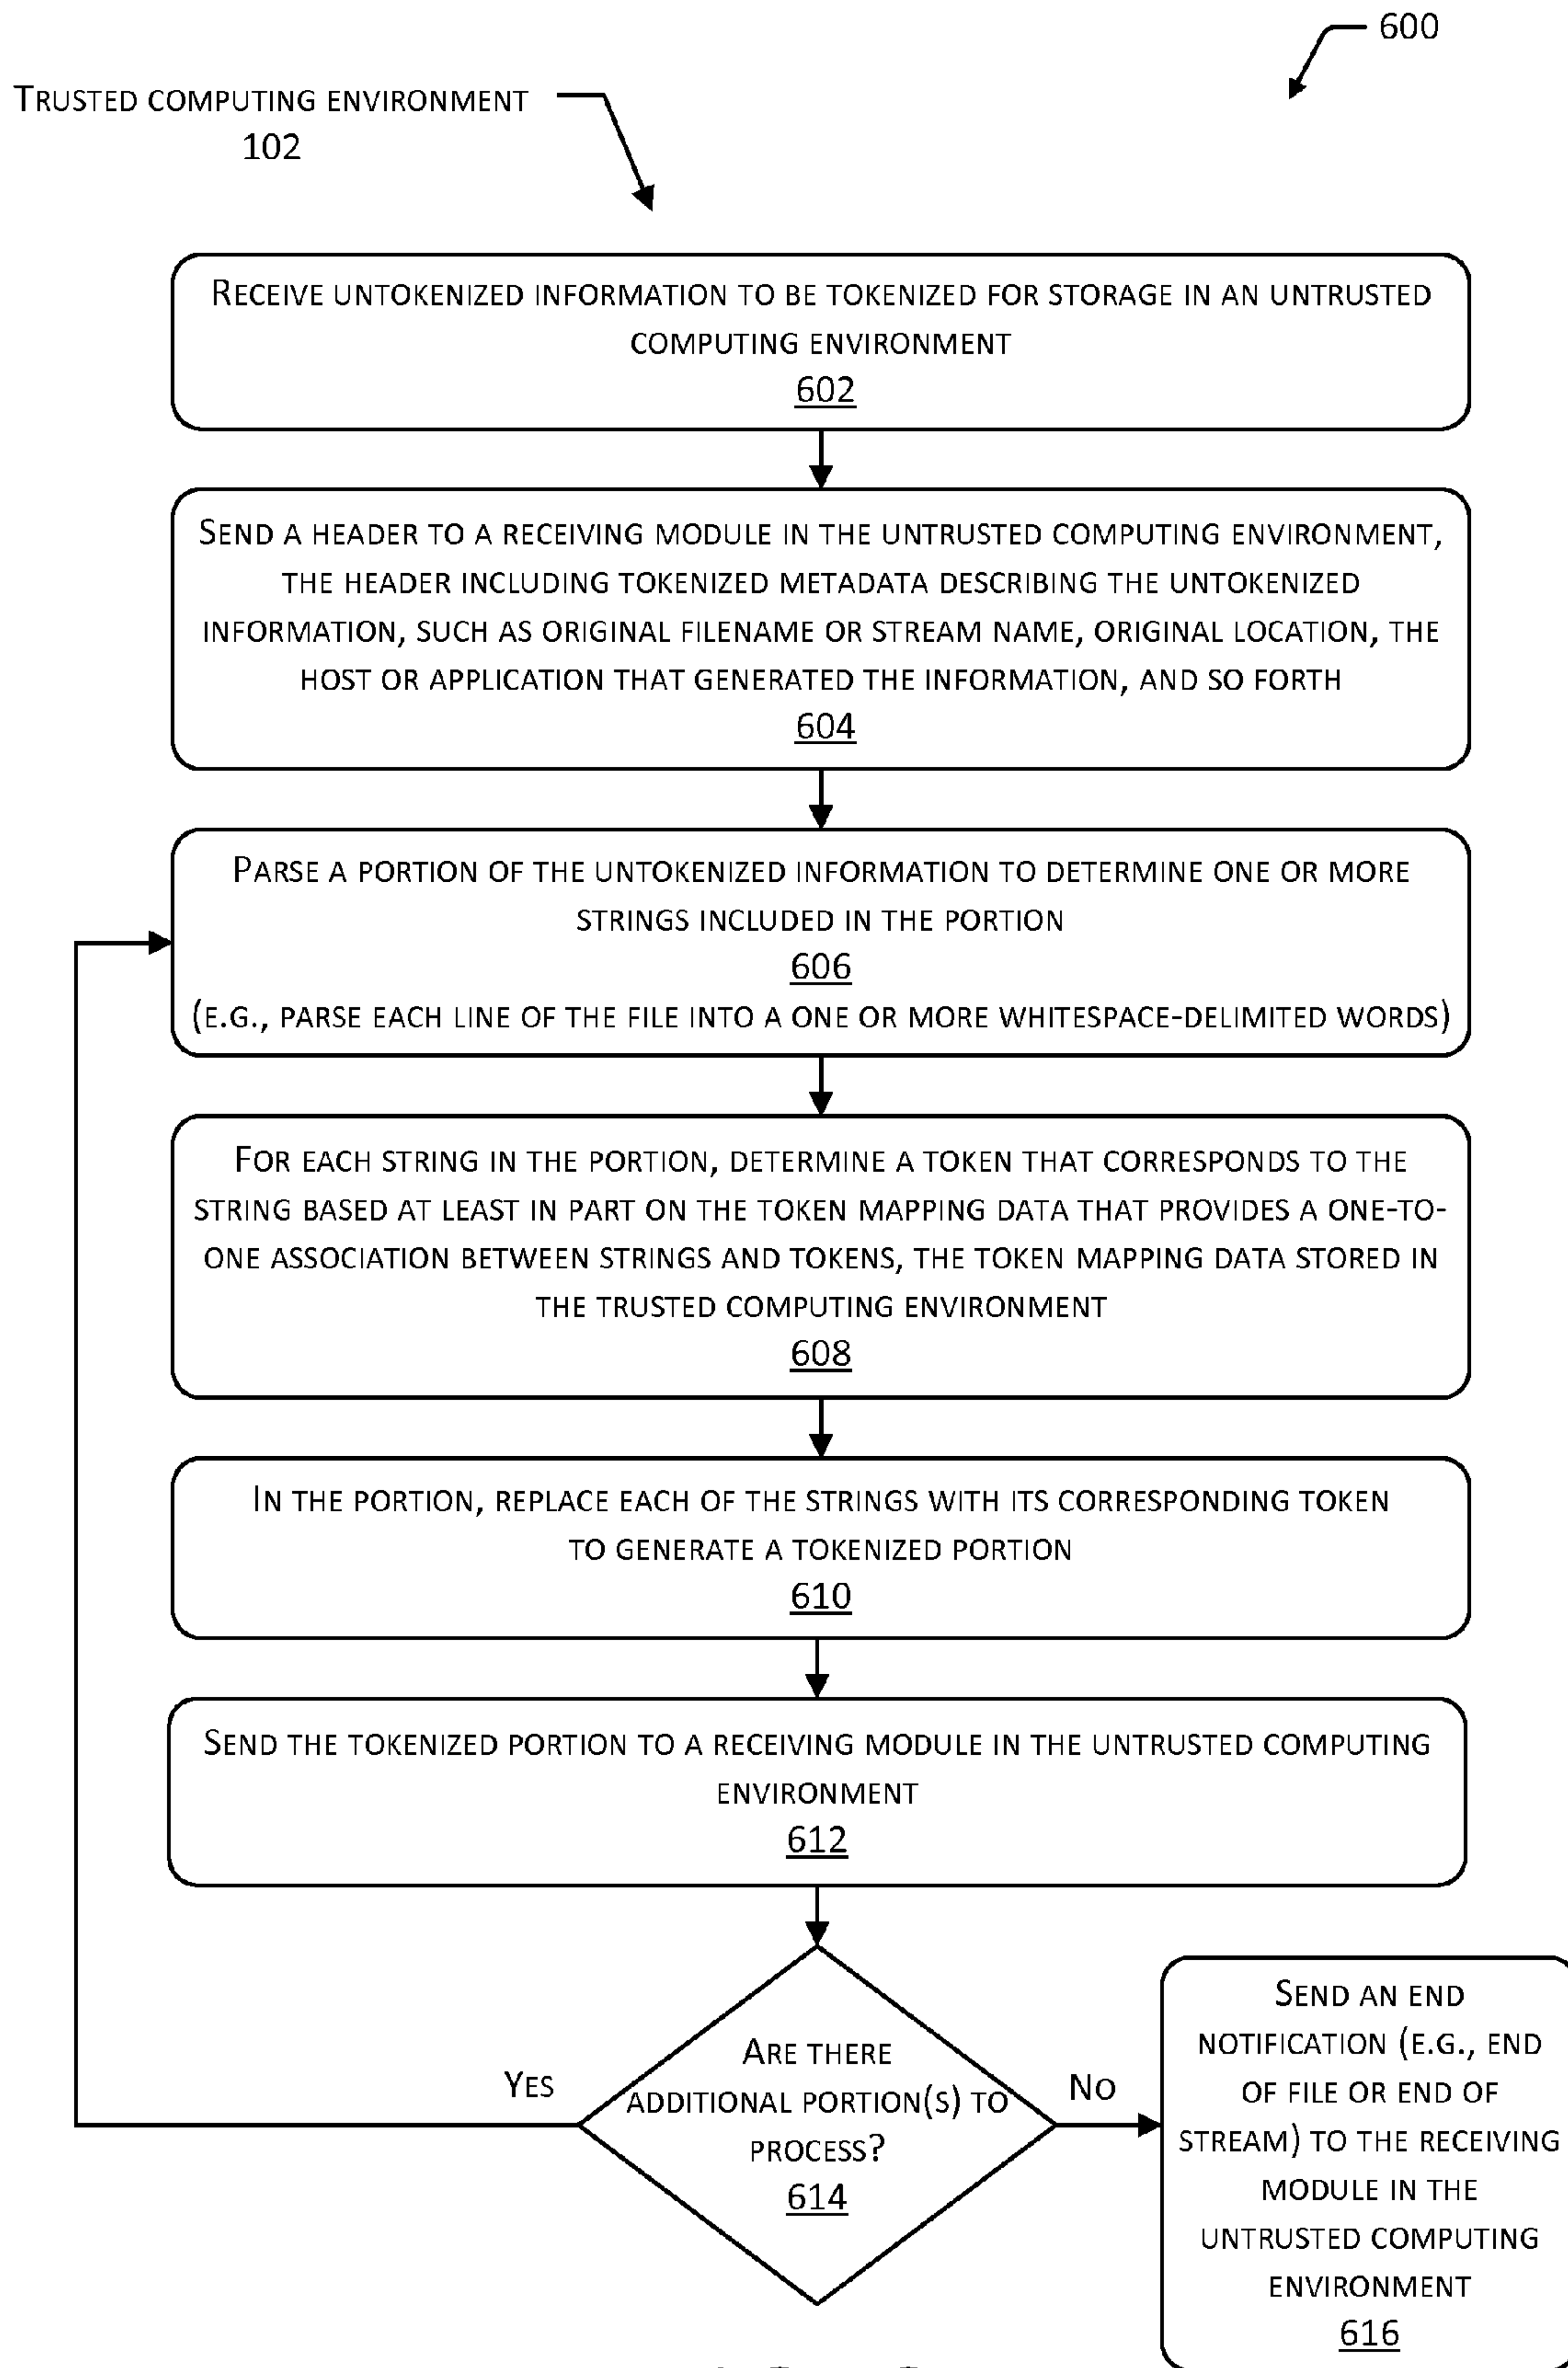 600
TRUSTED COMPUTING ENVIRONMENT
102
RECEIVE UNTOKENIZED INFORMATION TO BE TOKENIZED FOR STORAGE IN AN UNTRUSTED
COMPUTING ENVIRONMENT
602
SEND A HEADER TO A RECEIVING MODULE IN THE UNTRUSTED COMPUTING ENVIRONMENT,
THE HEADER INCLUDING TOKENIZED METADATA DESCRIBING THE UNTOKENIZED
INFORMATION, SUCH AS ORIGINAL FILENAME OR STREAM NAME, ORIGINAL LOCATION, THE
HOST OR APPLICATION THAT GENERATED THE INFORMATION, AND SO FORTH
604
PARSE A PORTION OF THE UNTOKENIZED INFORMATION TO DETERMINE ONE OR MORE
STRINGS INCLUDED IN THE PORTION
606
(E.G., PARSE EACH LINE OF THE FILE INTO A ONE OR MORE WHITESPACE-DELIMITED WORDS)
FOR EACH STRING IN THE PORTION, DETERMINE A TOKEN THAT CORRESPONDS TO THE
STRING BASED AT LEAST IN PART ON THE TOKEN MAPPING DATA THAT PROVIDES A ONE-TO-
ONE ASSOCIATION BETWEEN STRINGS AND TOKENS, THE TOKEN MAPPING DATA STORED IN
THE TRUSTED COMPUTING ENVIRONMENT
608
IN THE PORTION, REPLACE EACH OF THE STRINGS WITH ITS CORRESPONDING TOKEN
TO GENERATE A TOKENIZED PORTION
610
SEND THE TOKENIZED PORTION TO A RECEIVING MODULE IN THE UNTRUSTED COMPUTING
ENVIRONMENT
612
ARE THERE
ADDITIONAL PORTION(S) TO
PROCESS?
614
YES
NO
SEND AN END
NOTIFICATION (E.G., END
OF FILE OR END OF
STREAM) TO THE RECEIVING
MODULE IN THE
UNTRUSTED COMPUTING
ENVIRONMENT
616